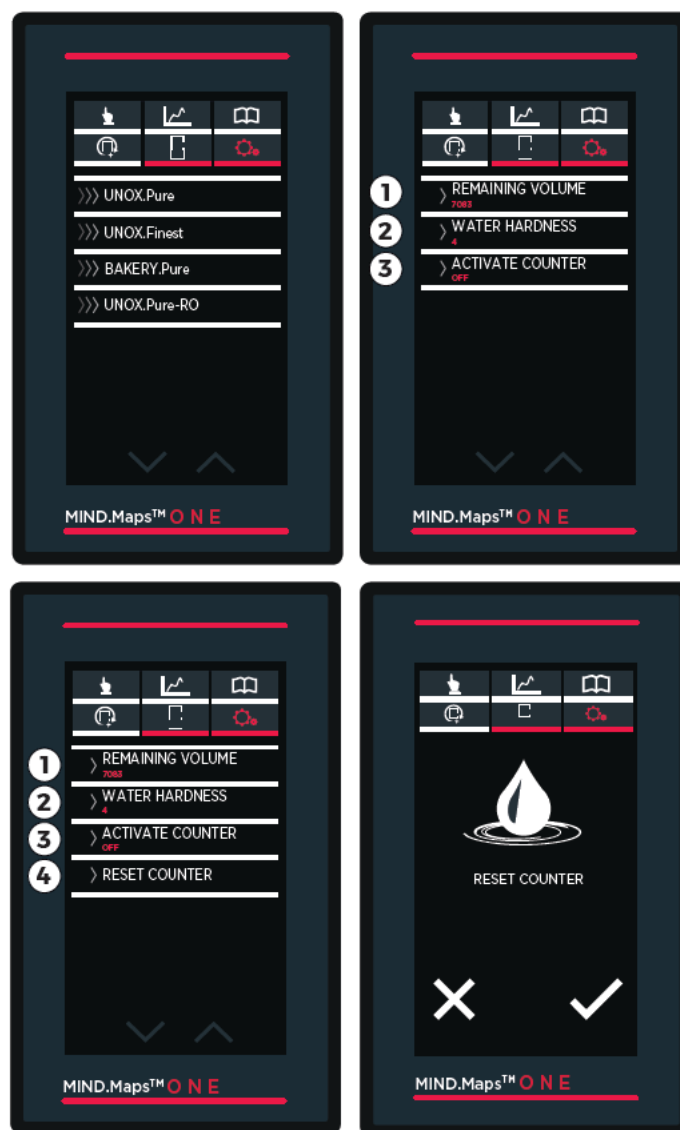 UNOX.Pure
UNOX.Finest
BAKERY.Pure
UNOX.Pure-RO
MIND.Maps™ ONE
1 REMAINING VOLUME
7083
2 WATER HARDNESS
4
3 ACTIVATE COUNTER
OFF
MIND.Maps™ ONE
1 REMAINING VOLUME
7083
2 WATER HARDNESS
4
3 ACTIVATE COUNTER
OFF
4 RESET COUNTER
MIND.Maps™ ONE
RESET COUNTER
MIND.Maps™ ONE